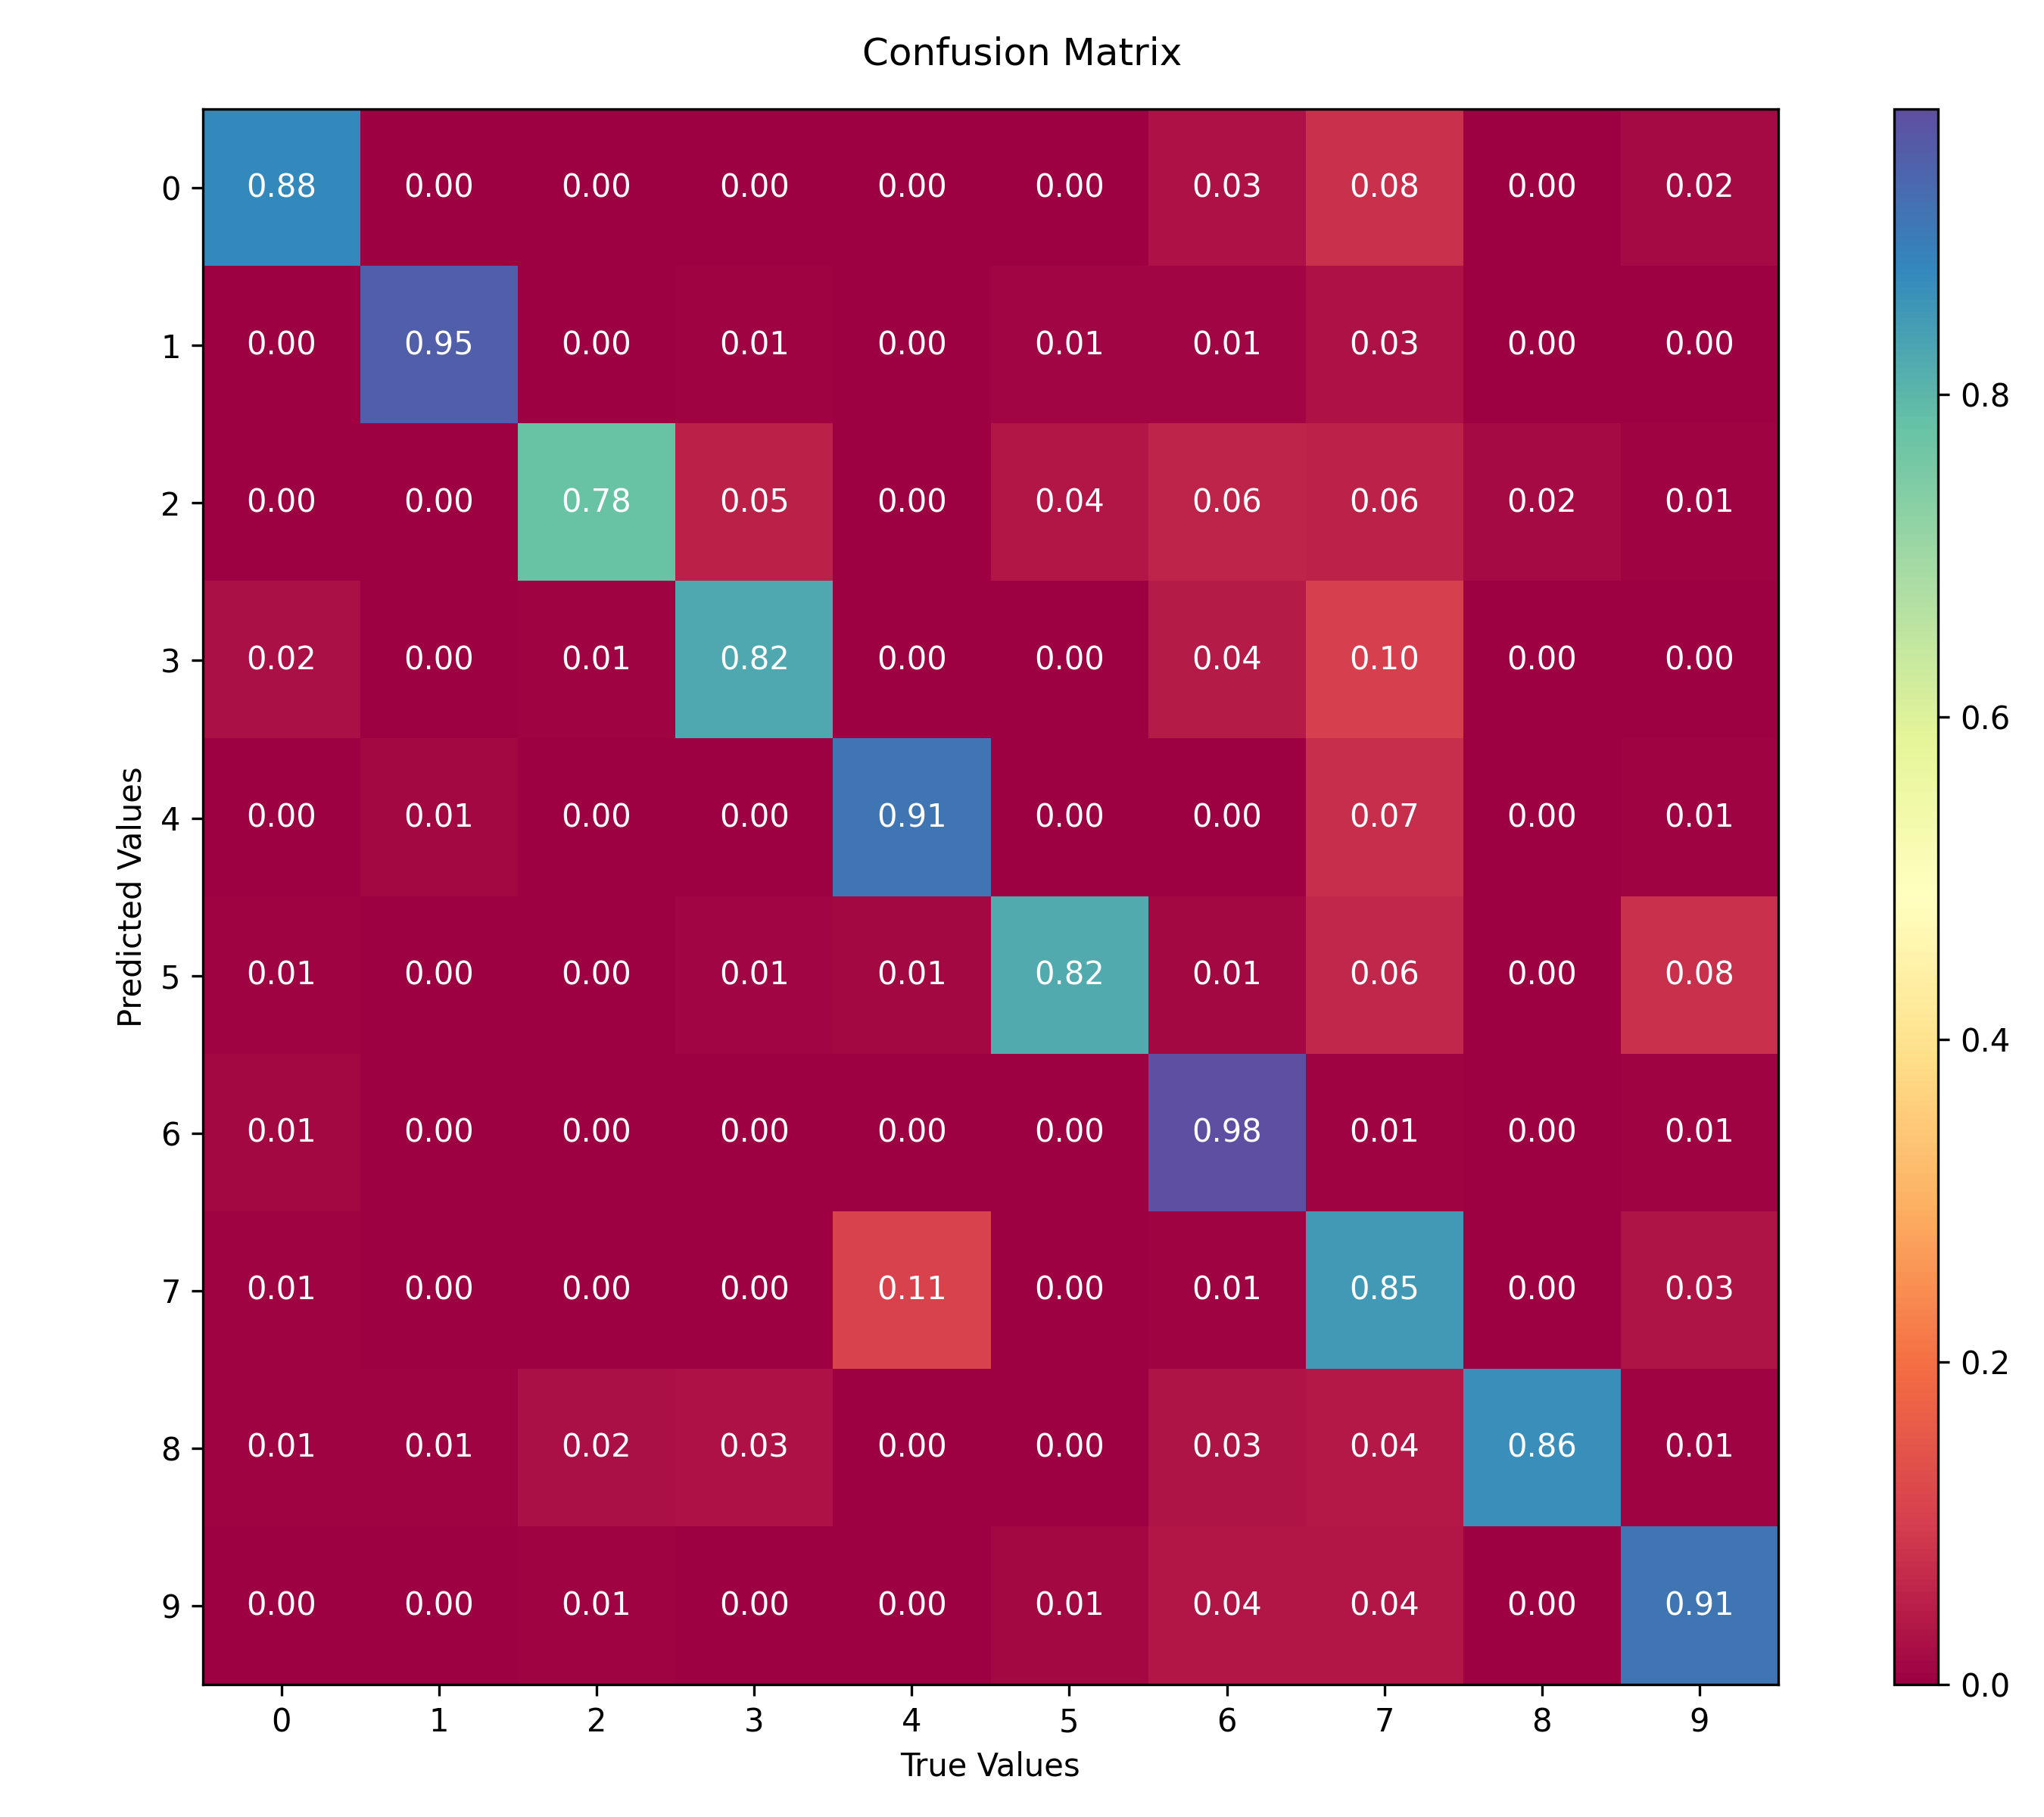 Confusion Matrix
0 0.88 0.00 0.00 0.00 0.00 0.00 0.03 0.08 0.00 0.02
1 0.00 0.95 0.00 0.01 0.00 0.01 0.01 0.03 0.00 0.00
2 0.00 0.00 0.78 0.05 0.00 0.04 0.06 0.06 0.02 0.01
3 0.02 0.00 0.01 0.82 0.00 0.00 0.04 0.10 0.00 0.00
4 0.00 0.01 0.00 0.00 0.91 0.00 0.00 0.07 0.00 0.01
5 0.01 0.00 0.00 0.01 0.01 0.82 0.01 0.06 0.00 0.08
6 0.01 0.00 0.00 0.00 0.00 0.00 0.98 0.01 0.00 0.01
7 0.01 0.00 0.00 0.00 0.11 0.00 0.01 0.85 0.00 0.03
8 0.01 0.01 0.02 0.03 0.00 0.00 0.03 0.04 0.86 0.01
9 0.00 0.00 0.01 0.00 0.00 0.01 0.04 0.04 0.00 0.91
0 1 2 3 4 5 6 7 8 9
True Values
Predicted Values
0.8
0.6
0.4
0.2
0.0